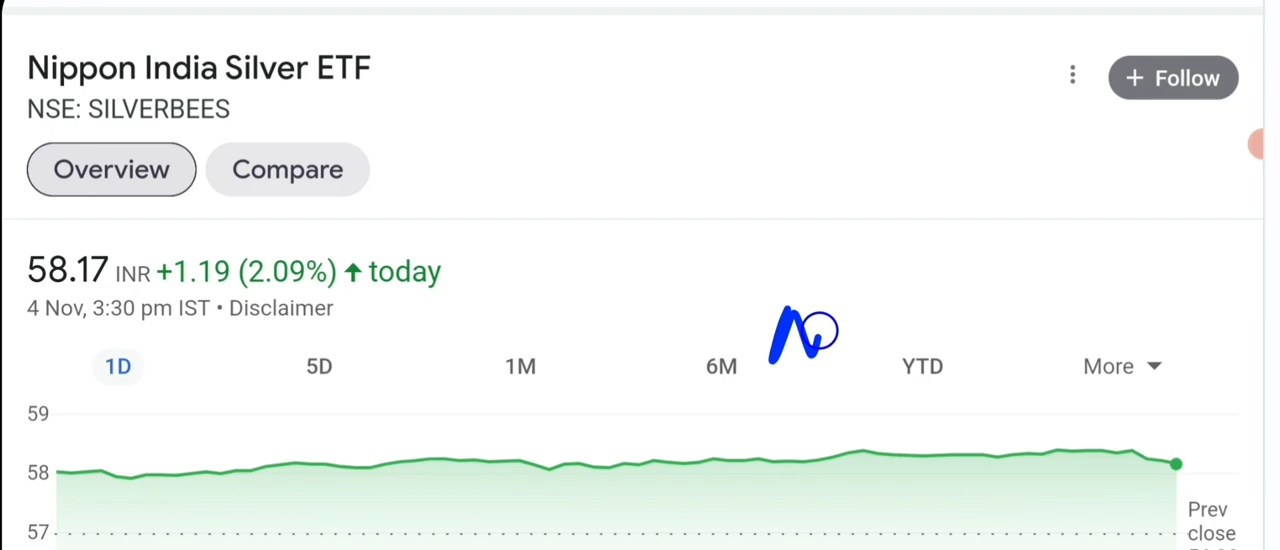 Nippon India Silver ETF
+ Follow
NSE: SILVERBEES
Overview
Compare
58.17 INR +1.19 (2.09%) ↑ today
4 Nov, 3:30 pm IST • Disclaimer
1D 5D 1M 6M YTD More
59
58
57
Prev
close